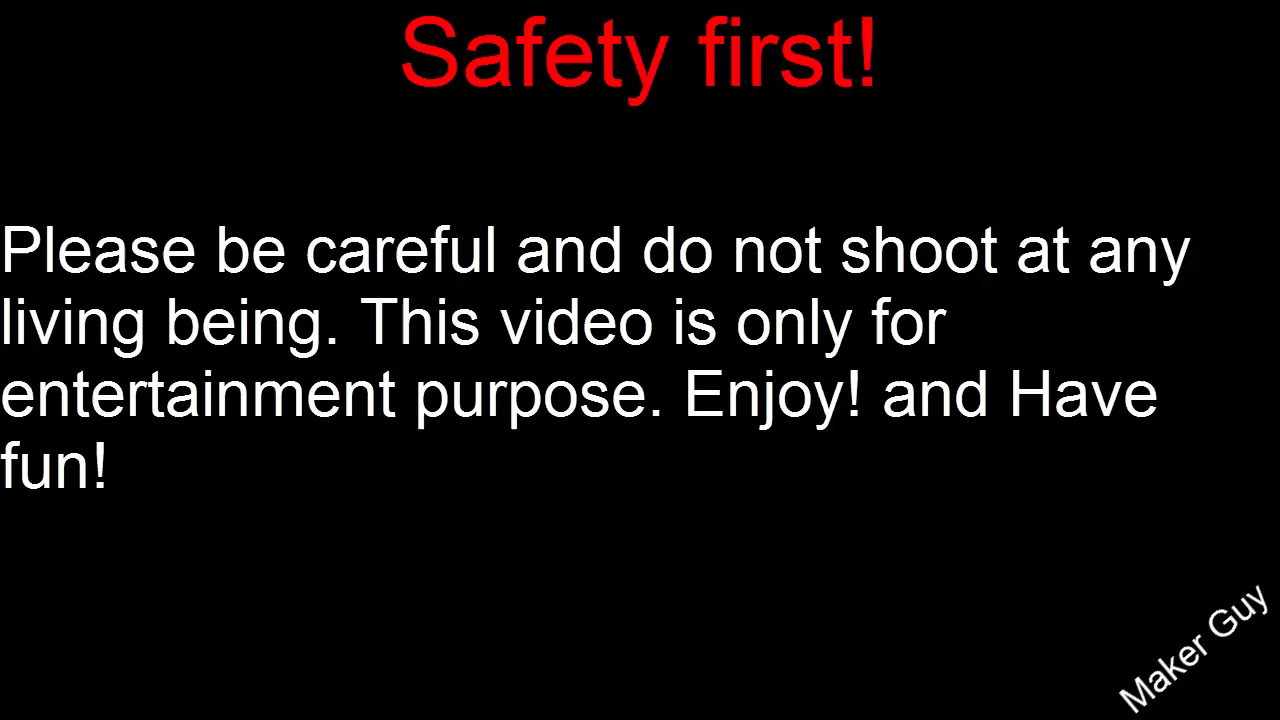 Safety first!
Please be careful and do not shoot at any
living being. This video is only for
entertainment purpose. Enjoy! and Have
fun!
Maker Guy